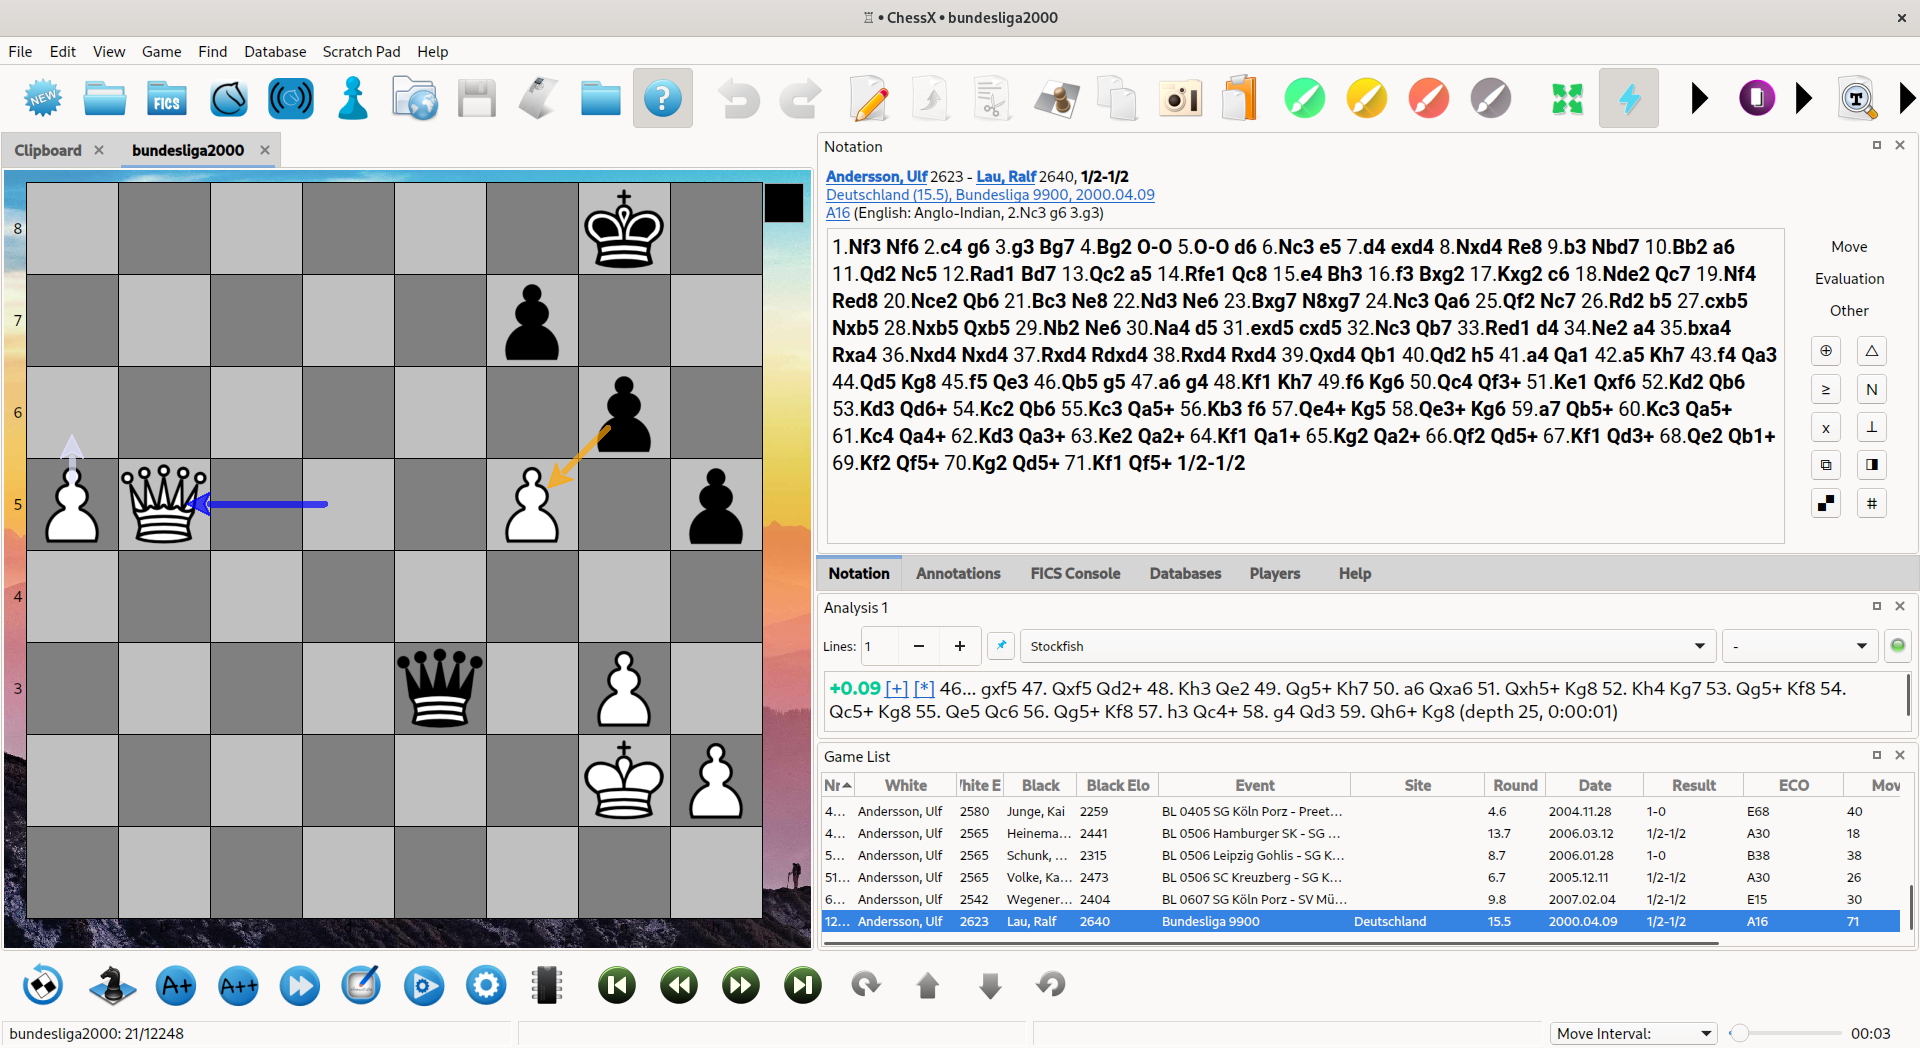 ♖ • ChessX • bundesliga2000
File Edit View Game Find Database Scratch Pad Help
NEW FICS T
Clipboard bundesliga2000
8
7
6
5
4
3
Notation
Andersson, Ulf 2623 - Lau, Ralf 2640, 1/2-1/2
Deutschland (15.5), Bundesliga 9900, 2000.04.09
A16 (English: Anglo-Indian, 2.Nc3 g6 3.g3)
1.Nf3 Nf6 2.c4 g6 3.g3 Bg7 4.Bg2 O-O 5.O-O d6 6.Nc3 e5 7.d4 exd4 8.Nxd4 Re8 9.b3 Nbd7 10.Bb2 a6
11.Qd2 Nc5 12.Rad1 Bd7 13.Qc2 a5 14.Rfe1 Qc8 15.e4 Bh3 16.f3 Bxg2 17.Kxg2 c6 18.Nde2 Qc7 19.Nf4
Red8 20.Nce2 Qb6 21.Bc3 Ne8 22.Nd3 Ne6 23.Bxg7 N8xg7 24.Nc3 Qa6 25.Qf2 Nc7 26.Rd2 b5 27.cxb5
Nxb5 28.Nxb5 Qxb5 29.Nb2 Ne6 30.Na4 d5 31.exd5 cxd5 32.Nc3 Qb7 33.Red1 d4 34.Ne2 a4 35.bxa4
Rxa4 36.Nxd4 Nxd4 37.Rxd4 Rdxd4 38.Rxd4 Rxd4 39.Qxd4 Qb1 40.Qd2 h5 41.a4 Qa1 42.a5 Kh7 43.f4 Qa3
44.Qd5 Kg8 45.f5 Qe3 46.Qb5 g5 47.a6 g4 48.Kf1 Kh7 49.f6 Kg6 50.Qc4 Qf3+ 51.Ke1 Qxf6 52.Kd2 Qb6
53.Kd3 Qd6+ 54.Kc2 Qb6 55.Kc3 Qa5+ 56.Kb3 f6 57.Qe4+ Kg5 58.Qe3+ Kg6 59.a7 Qb5+ 60.Kc3 Qa5+
61.Kc4 Qa4+ 62.Kd3 Qa3+ 63.Ke2 Qa2+ 64.Kf1 Qa1+ 65.Kg2 Qa2+ 66.Qf2 Qd5+ 67.Kf1 Qd3+ 68.Qe2 Qb1+
69.Kf2 Qf5+ 70.Kg2 Qd5+ 71.Kf1 Qf5+ 1/2-1/2
Move
Evaluation
Other
⊕ △
≥ N
x ⊥
⧉ ◨
#
Notation Annotations FICS Console Databases Players Help
Analysis 1
Lines: 1 − + Stockfish -
+0.09 [+] [*] 46... gxf5 47. Qxf5 Qd2+ 48. Kh3 Qe2 49. Qg5+ Kh7 50. a6 Qxa6 51. Qxh5+ Kg8 52. Kh4 Kg7 53. Qg5+ Kf8 54.
Qc5+ Kg8 55. Qe5 Qc6 56. Qg5+ Kf8 57. h3 Qc4+ 58. g4 Qd3 59. Qh6+ Kg8 (depth 25, 0:00:01)
Game List
Nr White White E Black Black Elo Event Site Round Date Result ECO Mov
4... Andersson, Ulf 2580 Junge, Kai 2259 BL 0405 SG Köln Porz - Preet... 4.6 2004.11.28 1-0 E68 40
4... Andersson, Ulf 2565 Heinema... 2441 BL 0506 Hamburger SK - SG ... 13.7 2006.03.12 1/2-1/2 A30 18
5... Andersson, Ulf 2565 Schunk, ... 2315 BL 0506 Leipzig Gohlis - SG K... 8.7 2006.01.28 1-0 B38 38
51... Andersson, Ulf 2565 Volke, Ka... 2473 BL 0506 SC Kreuzberg - SG K... 6.7 2005.12.11 1/2-1/2 A30 26
6... Andersson, Ulf 2542 Wegener... 2404 BL 0607 SG Köln Porz - SV Mü... 9.8 2007.02.04 1/2-1/2 E15 30
12... Andersson, Ulf 2623 Lau, Ralf 2640 Bundesliga 9900 Deutschland 15.5 2000.04.09 1/2-1/2 A16 71
A+ A++
bundesliga2000: 21/12248
Move Interval: 00:03